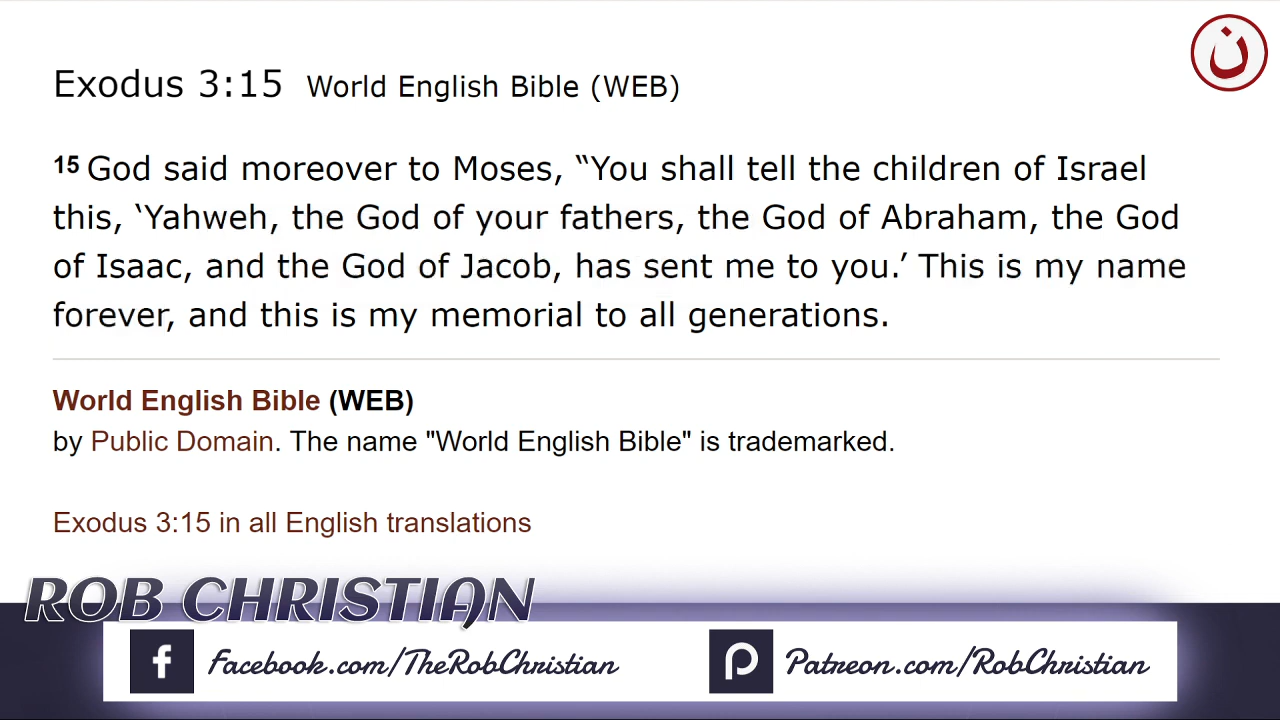 Exodus 3:15 World English Bible (WEB)
ن
15 God said moreover to Moses, “You shall tell the children of Israel
this, ‘Yahweh, the God of your fathers, the God of Abraham, the God
of Isaac, and the God of Jacob, has sent me to you.’ This is my name
forever, and this is my memorial to all generations.
World English Bible (WEB)
by Public Domain. The name "World English Bible" is trademarked.
Exodus 3:15 in all English translations
ROB CHRISTIAN
Facebook.com/TheRobChristian
Patreon.com/RobChristian